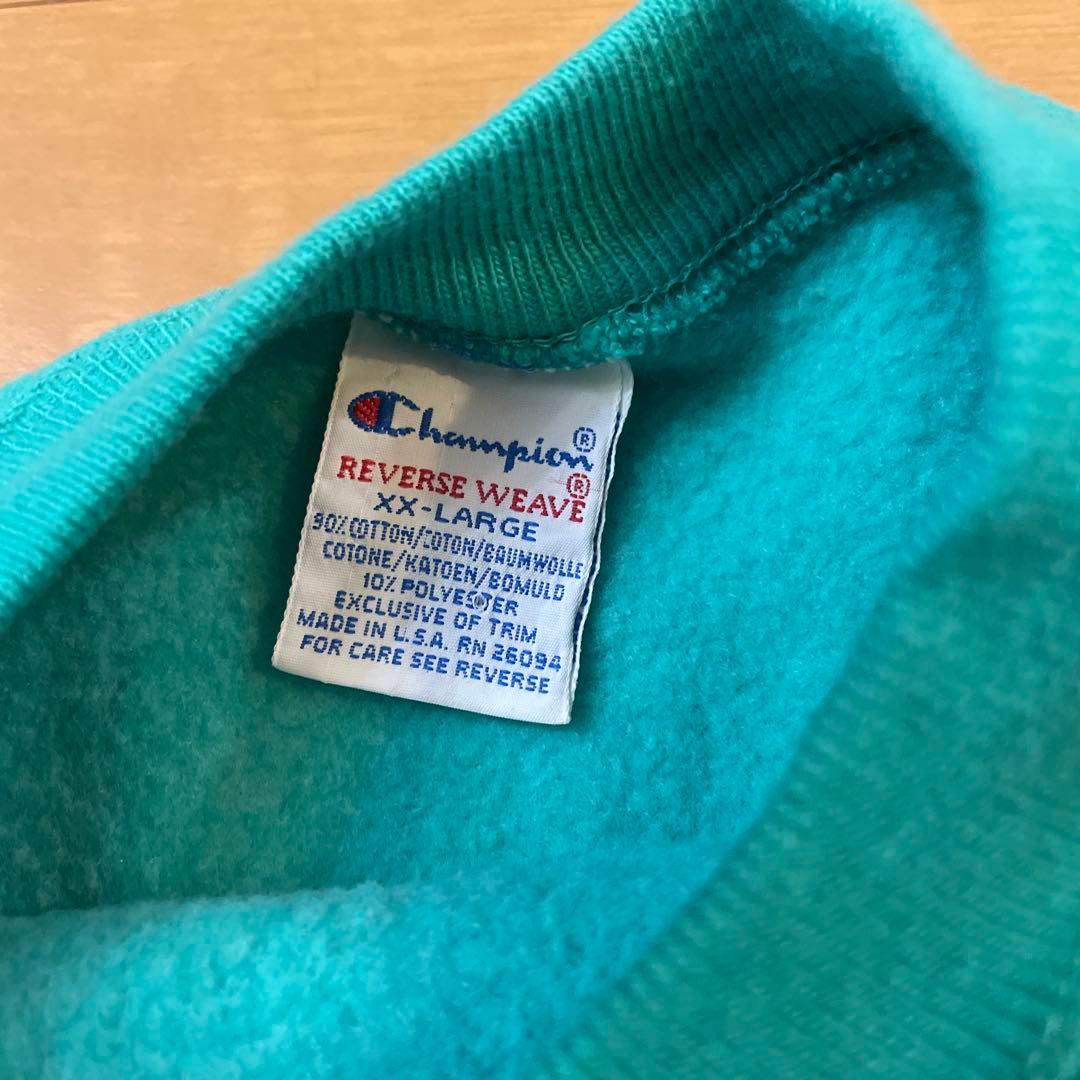 Champion®
REVERSE WEAVE®
XX-LARGE
90% COTTON/COTON/BAUMWOLLE
COTONE/KATOEN/BOMULD
10% POLYESTER
EXCLUSIVE OF TRIM
MADE IN U.S.A. RN 26094
FOR CARE SEE REVERSE